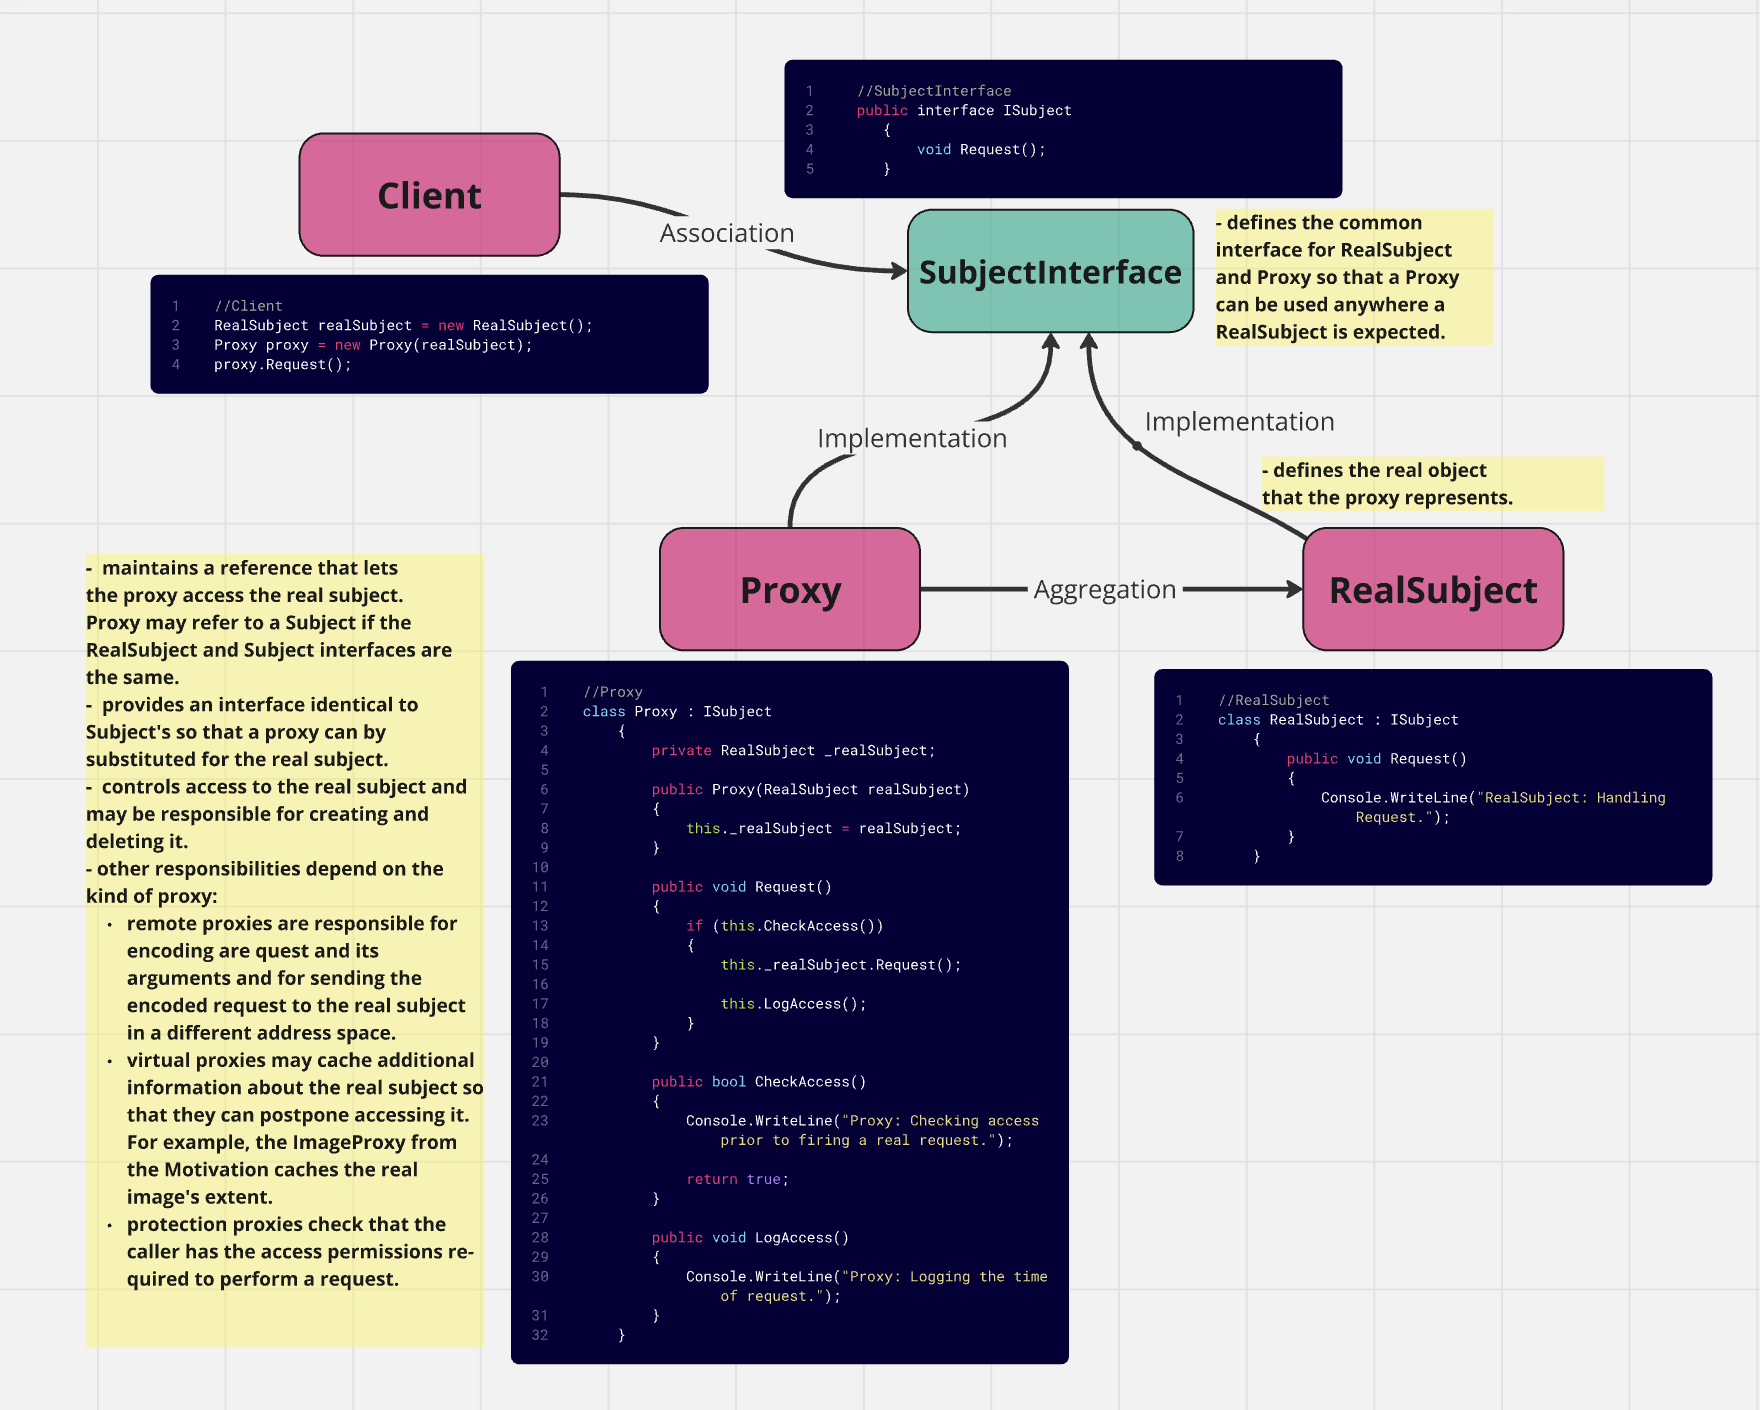 1 //SubjectInterface
2 public interface ISubject
3 {
4 void Request();
5 }
Client
Association
SubjectInterface
- defines the common
interface for RealSubject
and Proxy so that a Proxy
can be used anywhere a
RealSubject is expected.
1 //Client
2 RealSubject realSubject = new RealSubject();
3 Proxy proxy = new Proxy(realSubject);
4 proxy.Request();
Implementation
Implementation
- defines the real object
that the proxy represents.
Proxy
Aggregation
RealSubject
- maintains a reference that lets
the proxy access the real subject.
Proxy may refer to a Subject if the
RealSubject and Subject interfaces are
the same.
- provides an interface identical to
Subject's so that a proxy can by
substituted for the real subject.
- controls access to the real subject and
may be responsible for creating and
deleting it.
- other responsibilities depend on the
kind of proxy:
• remote proxies are responsible for
encoding are quest and its
arguments and for sending the
encoded request to the real subject
in a different address space.
• virtual proxies may cache additional
information about the real subject so
that they can postpone accessing it.
For example, the ImageProxy from
the Motivation caches the real
image's extent.
• protection proxies check that the
caller has the access permissions re-
quired to perform a request.
1 //Proxy
2 class Proxy : ISubject
3 {
4 private RealSubject _realSubject;
5
6 public Proxy(RealSubject realSubject)
7 {
8 this._realSubject = realSubject;
9 }
10
11 public void Request()
12 {
13 if (this.CheckAccess())
14 {
15 this._realSubject.Request();
16
17 this.LogAccess();
18 }
19 }
20
21 public bool CheckAccess()
22 {
23 Console.WriteLine("Proxy: Checking access
prior to firing a real request.");
24
25 return true;
26 }
27
28 public void LogAccess()
29 {
30 Console.WriteLine("Proxy: Logging the time
of request.");
31 }
32 }
1 //RealSubject
2 class RealSubject : ISubject
3 {
4 public void Request()
5 {
6 Console.WriteLine("RealSubject: Handling
Request.");
7 }
8 }